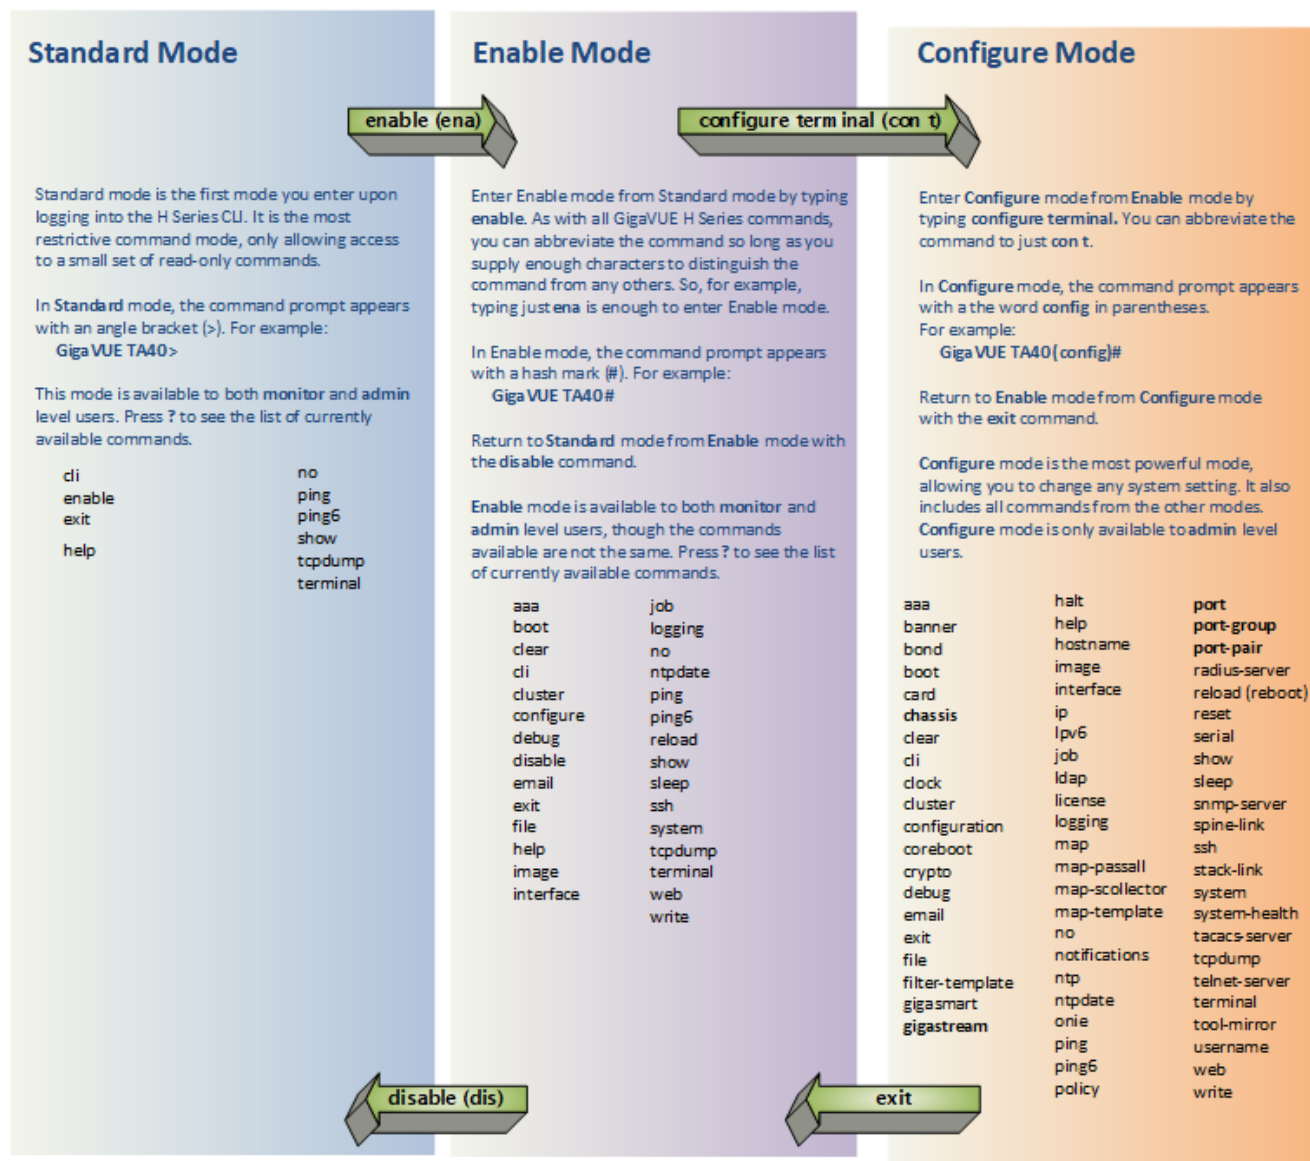 Standard Mode
enable (ena)
Standard mode is the first mode you enter upon
logging into the H Series CLI. It is the most
restrictive command mode, only allowing access
to a small set of read-only commands.
In Standard mode, the command prompt appears
with an angle bracket (>). For example:
GigaVUE TA40>
This mode is available to both monitor and admin
level users. Press ? to see the list of currently
available commands.
cli
enable
exit
help
no
ping
ping6
show
tcpdump
terminal
disable (dis)
Enable Mode
configure terminal (con t)
Enter Enable mode from Standard mode by typing
enable. As with all GigaVUE H Series commands,
you can abbreviate the command so long as you
supply enough characters to distinguish the
command from any others. So, for example,
typing just ena is enough to enter Enable mode.
In Enable mode, the command prompt appears
with a hash mark (#). For example:
GigaVUE TA40#
Return to Standard mode from Enable mode with
the disable command.
Enable mode is available to both monitor and
admin level users, though the commands
available are not the same. Press ? to see the list
of currently available commands.
aaa
boot
clear
cli
cluster
configure
debug
disable
email
exit
file
help
image
interface
job
logging
no
ntpdate
ping
ping6
reload
show
sleep
ssh
system
tcpdump
terminal
web
write
exit
Configure Mode
Enter Configure mode from Enable mode by
typing configure terminal. You can abbreviate the
command to just con t.
In Configure mode, the command prompt appears
with a the word config in parentheses.
For example:
GigaVUE TA40(config)#
Return to Enable mode from Configure mode
with the exit command.
Configure mode is the most powerful mode,
allowing you to change any system setting. It also
includes all commands from the other modes.
Configure mode is only available to admin level
users.
aaa
banner
bond
boot
card
chassis
clear
cli
clock
cluster
configuration
coreboot
crypto
debug
email
exit
file
filter-template
gigasmart
gigastream
halt
help
hostname
image
interface
ip
Ipv6
job
ldap
license
logging
map
map-passall
map-scollector
map-template
no
notifications
ntp
ntpdate
onie
ping
ping6
policy
port
port-group
port-pair
radius-server
reload (reboot)
reset
serial
show
sleep
snmp-server
spine-link
ssh
stack-link
system
system-health
tacacs-server
tcpdump
telnet-server
terminal
tool-mirror
username
web
write